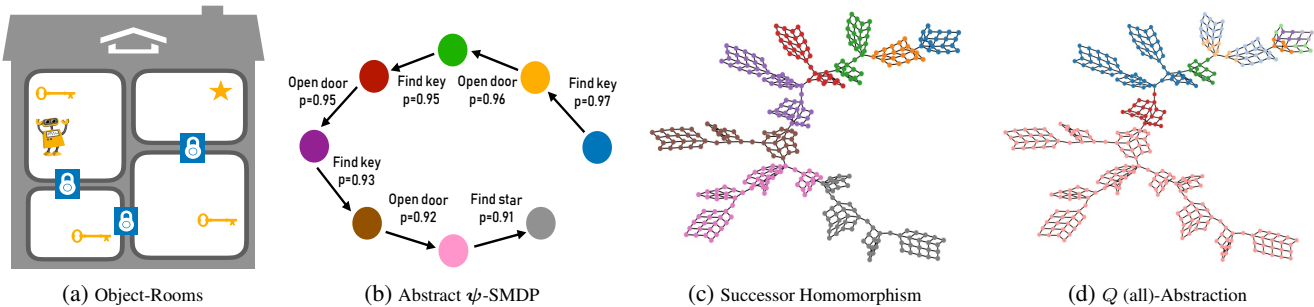 Open door
p=0.95
Find key
p=0.95
Open door
p=0.96
Find key
p=0.97
Find key
p=0.93
Open door
p=0.92
Find star
p=0.91
(a) Object-Rooms
(b) Abstract ψ-SMDP
(c) Successor Homomorphism
(d) Q (all)-Abstraction